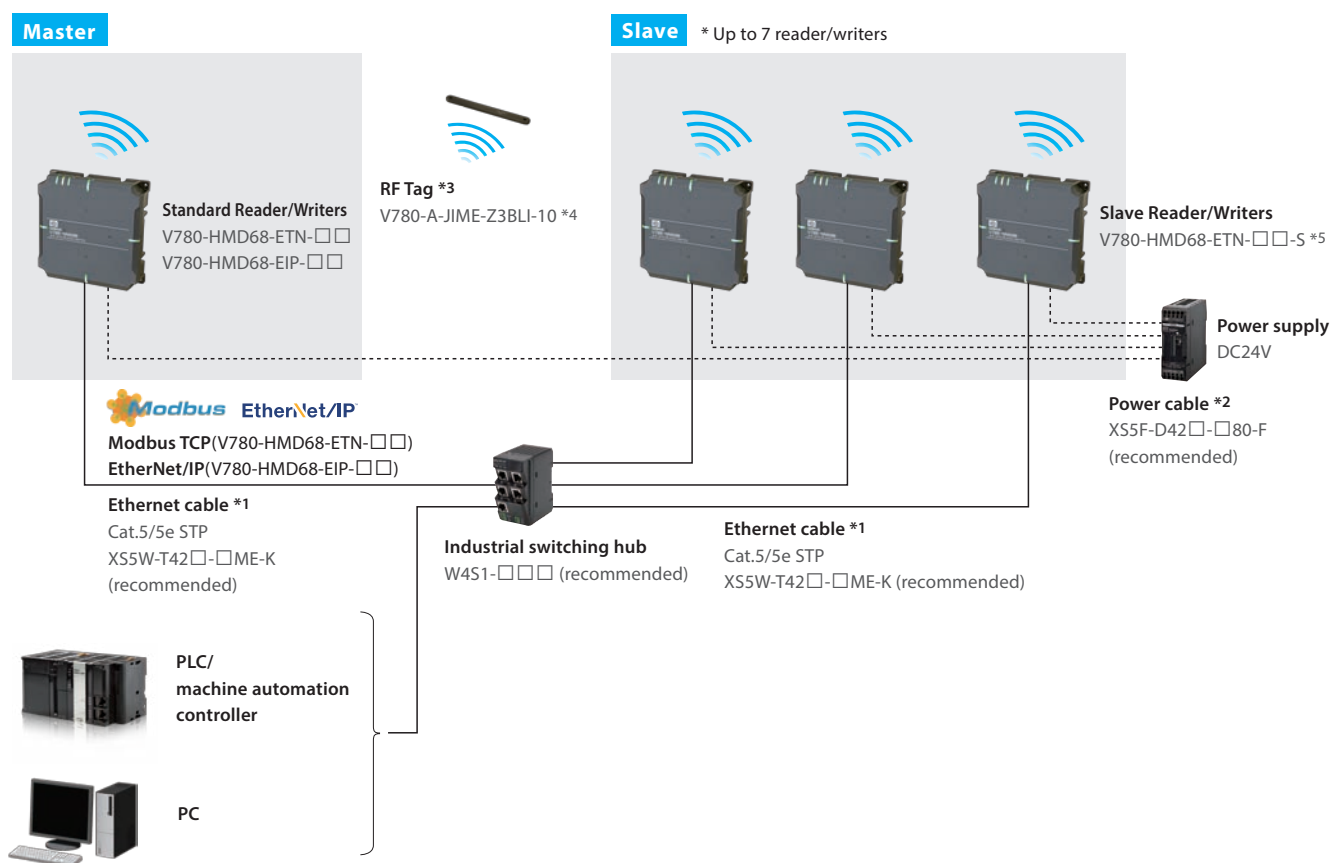 Master
Slave
* Up to 7 reader/writers
Standard Reader/Writers
V780-HMD68-ETN-□□
V780-HMD68-EIP-□□
RF Tag *3
V780-A-JIME-Z3BLI-10 *4
Slave Reader/Writers
V780-HMD68-ETN-□□-S *5
Power supply
DC24V
Power cable *2
XS5F-D42□-□80-F
(recommended)
Modbus
EtherNet/IP
Modbus TCP(V780-HMD68-ETN-□□)
EtherNet/IP(V780-HMD68-EIP-□□)
Ethernet cable *1
Cat.5/5e STP
XS5W-T42□-□ME-K
(recommended)
Industrial switching hub
W4S1-□□□ (recommended)
Ethernet cable *1
Cat.5/5e STP
XS5W-T42□-□ME-K (recommended)
PLC/
machine automation
controller
PC